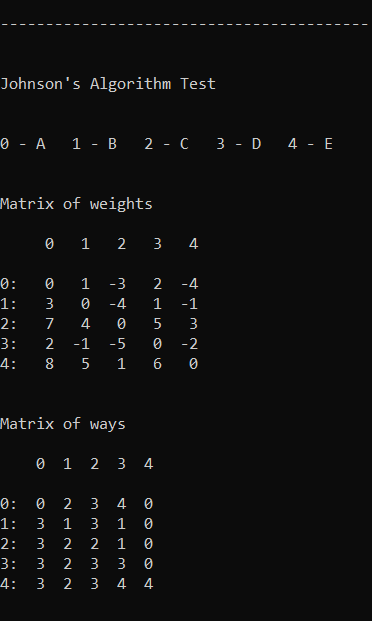 -----------------------------------------
Johnson's Algorithm Test
0 - A   1 - B   2 - C   3 - D   4 - E
Matrix of weights
     0   1   2   3   4
0:   0   1  -3   2  -4
1:   3   0  -4   1  -1
2:   7   4   0   5   3
3:   2  -1  -5   0  -2
4:   8   5   1   6   0
Matrix of ways
    0  1  2  3  4
0:  0  2  3  4  0
1:  3  1  3  1  0
2:  3  2  2  1  0
3:  3  2  3  3  0
4:  3  2  3  4  4